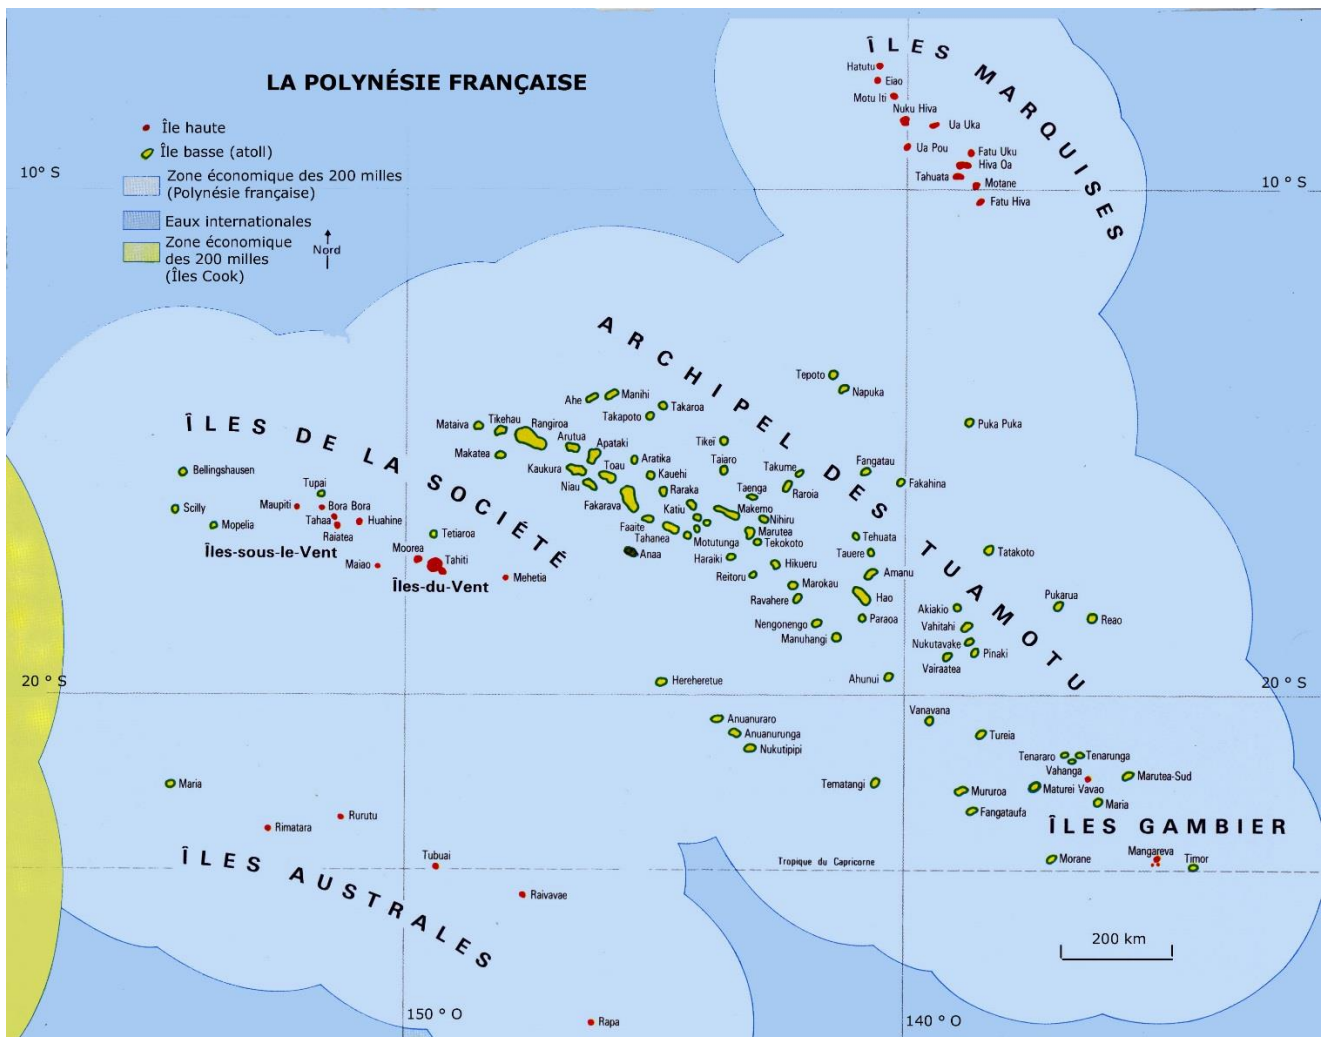 LA POLYNÉSIE FRANÇAISE
Île haute
Île basse (atoll)
Zone économique des 200 milles
(Polynésie française)
Eaux internationales
Zone économique
des 200 milles
(Îles Cook)
Nord
10° S
10° S
ÎLES MARQUISES
Hatutu
Eiao
Motu Iti
Nuku Hiva
Ua Uka
Ua Pou
Fatu Uku
Hiva Oa
Tahuata
Motane
Fatu Hiva
ARCHIPEL DES TUAMOTU
Tepoto
Napuka
Puka Puka
Ahe
Manihi
Takaroa
Takapoto
Mataiva
Tikehau
Rangiroa
Arutua
Apataki
Makatea
Kaukura
Toau
Niau
Aratika
Kauehi
Raraka
Fakarava
Katiu
Faaite
Tahanea
Anaa
Motutunga
Haraiki
Reitoru
Tikeï
Taiaro
Takume
Taenga
Raroia
Makemo
Nihiru
Marutea
Tekokoto
Hikueru
Marokau
Ravahere
Nengonengo
Manuhangi
Fangatau
Fakahina
Tehuata
Tauere
Amanu
Hao
Paraoa
Tatakoto
Pukarua
Reao
Akiakio
Vahitahi
Nukutavake
Pinaki
Vairaatea
Ahunui
Hereheretue
ÎLES DE LA SOCIÉTÉ
Bellingshausen
Scilly
Mopelia
Tupai
Maupiti
Bora Bora
Tahaa
Huahine
Raiatea
Îles-sous-le-Vent
Tetiaroa
Moorea
Tahiti
Maiao
Îles-du-Vent
Mehetia
20 ° S
20 ° S
Anuanuraro
Anuanurunga
Nukutipipi
Tematangi
Vanavana
Tureia
Tenararo
Tenarunga
Vahanga
Marutea-Sud
Maturei Vavao
Maria
Mururoa
Fangataufa
ÎLES GAMBIER
Morane
Mangareva
Timor
Tropique du Capricorne
Maria
Rimatara
Rurutu
Tubuai
Raivavae
Rapa
ÎLES AUSTRALES
200 km
150 ° O
140 ° O